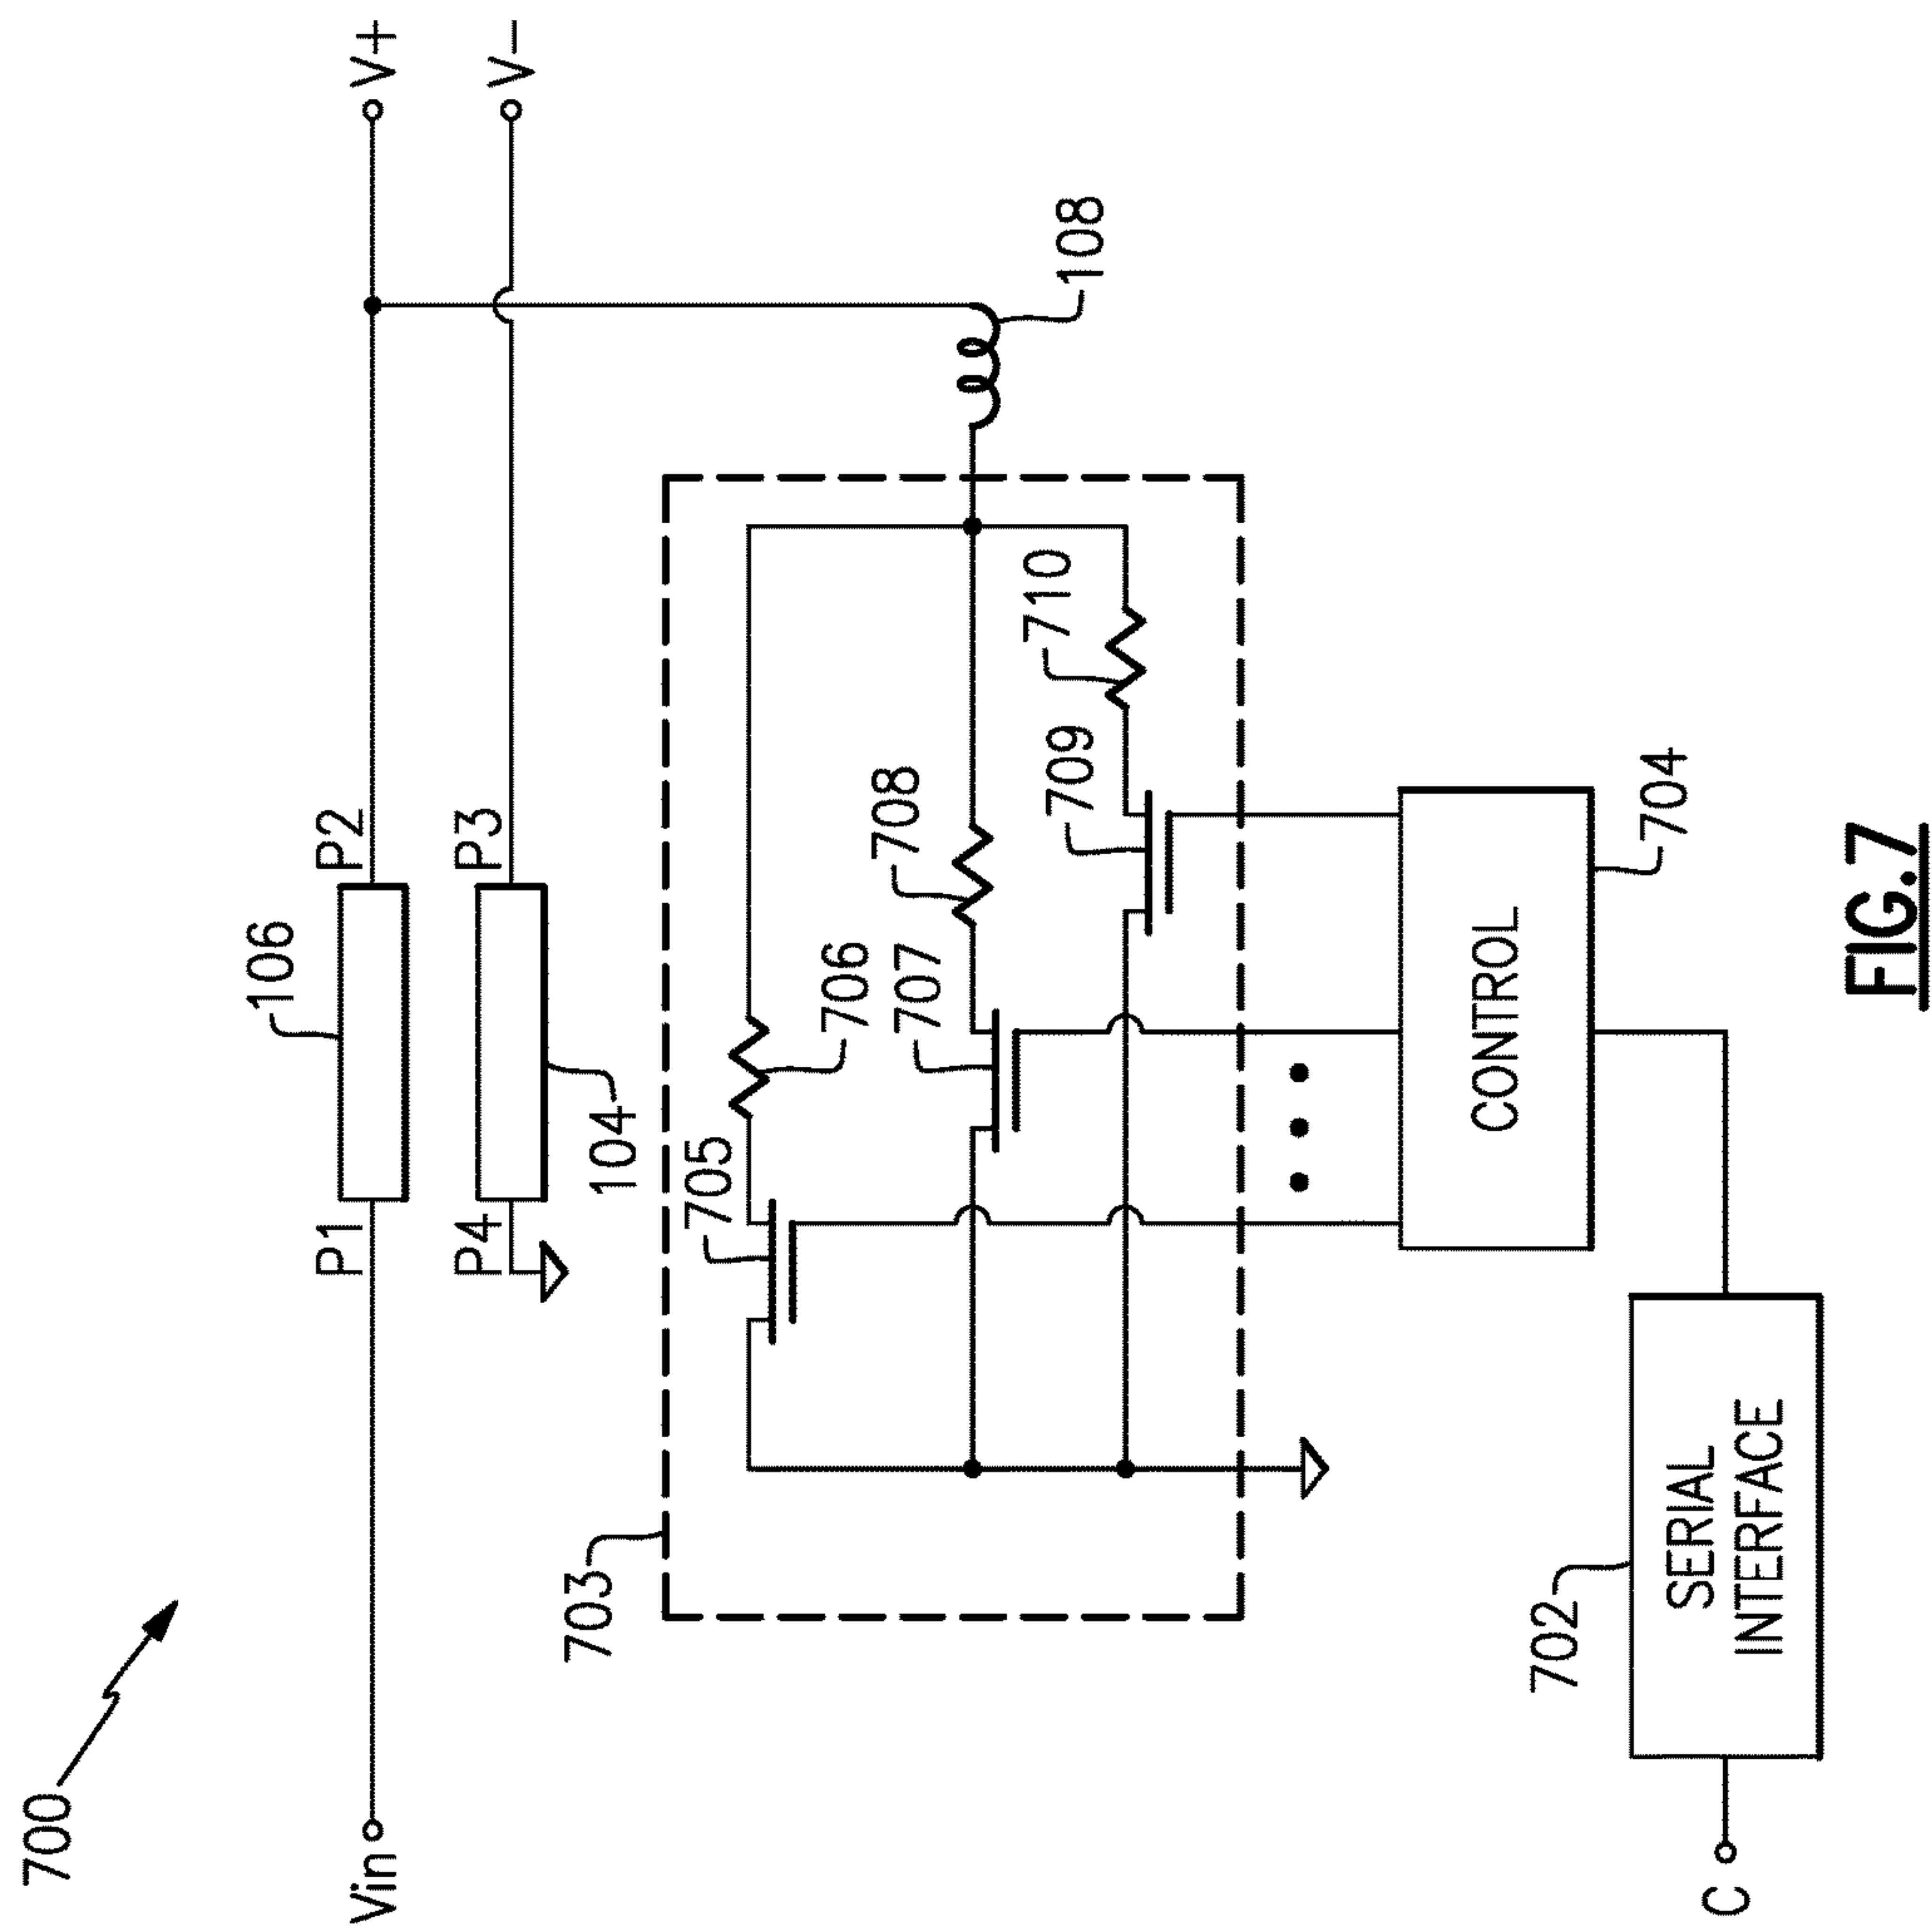 700
Vin
P1
106
P2
V+
P4
104
P3
V−
108
703
705
706
707
708
709
710
CONTROL
704
702
SERIAL
INTERFACE
C
FIG.7